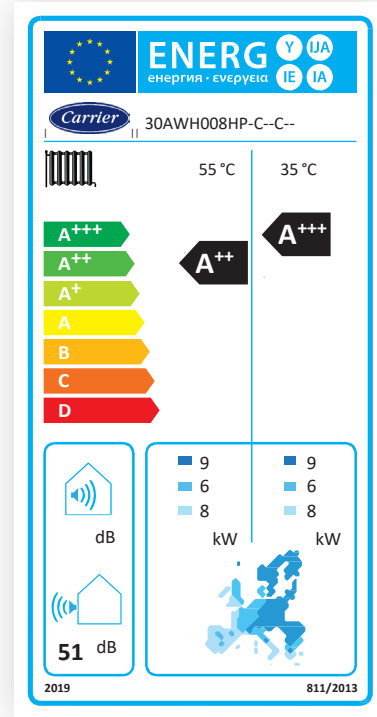 ENERG Y IJA
енергия · ενεργεια IE IA
Carrier 30AWH008HP-C--C--
55 °C 35 °C
A+++ A+++
A++ A++
A+
A
B
C
D
9 9
6 6
8 8
dB kW kW
51 dB
2019 811/2013